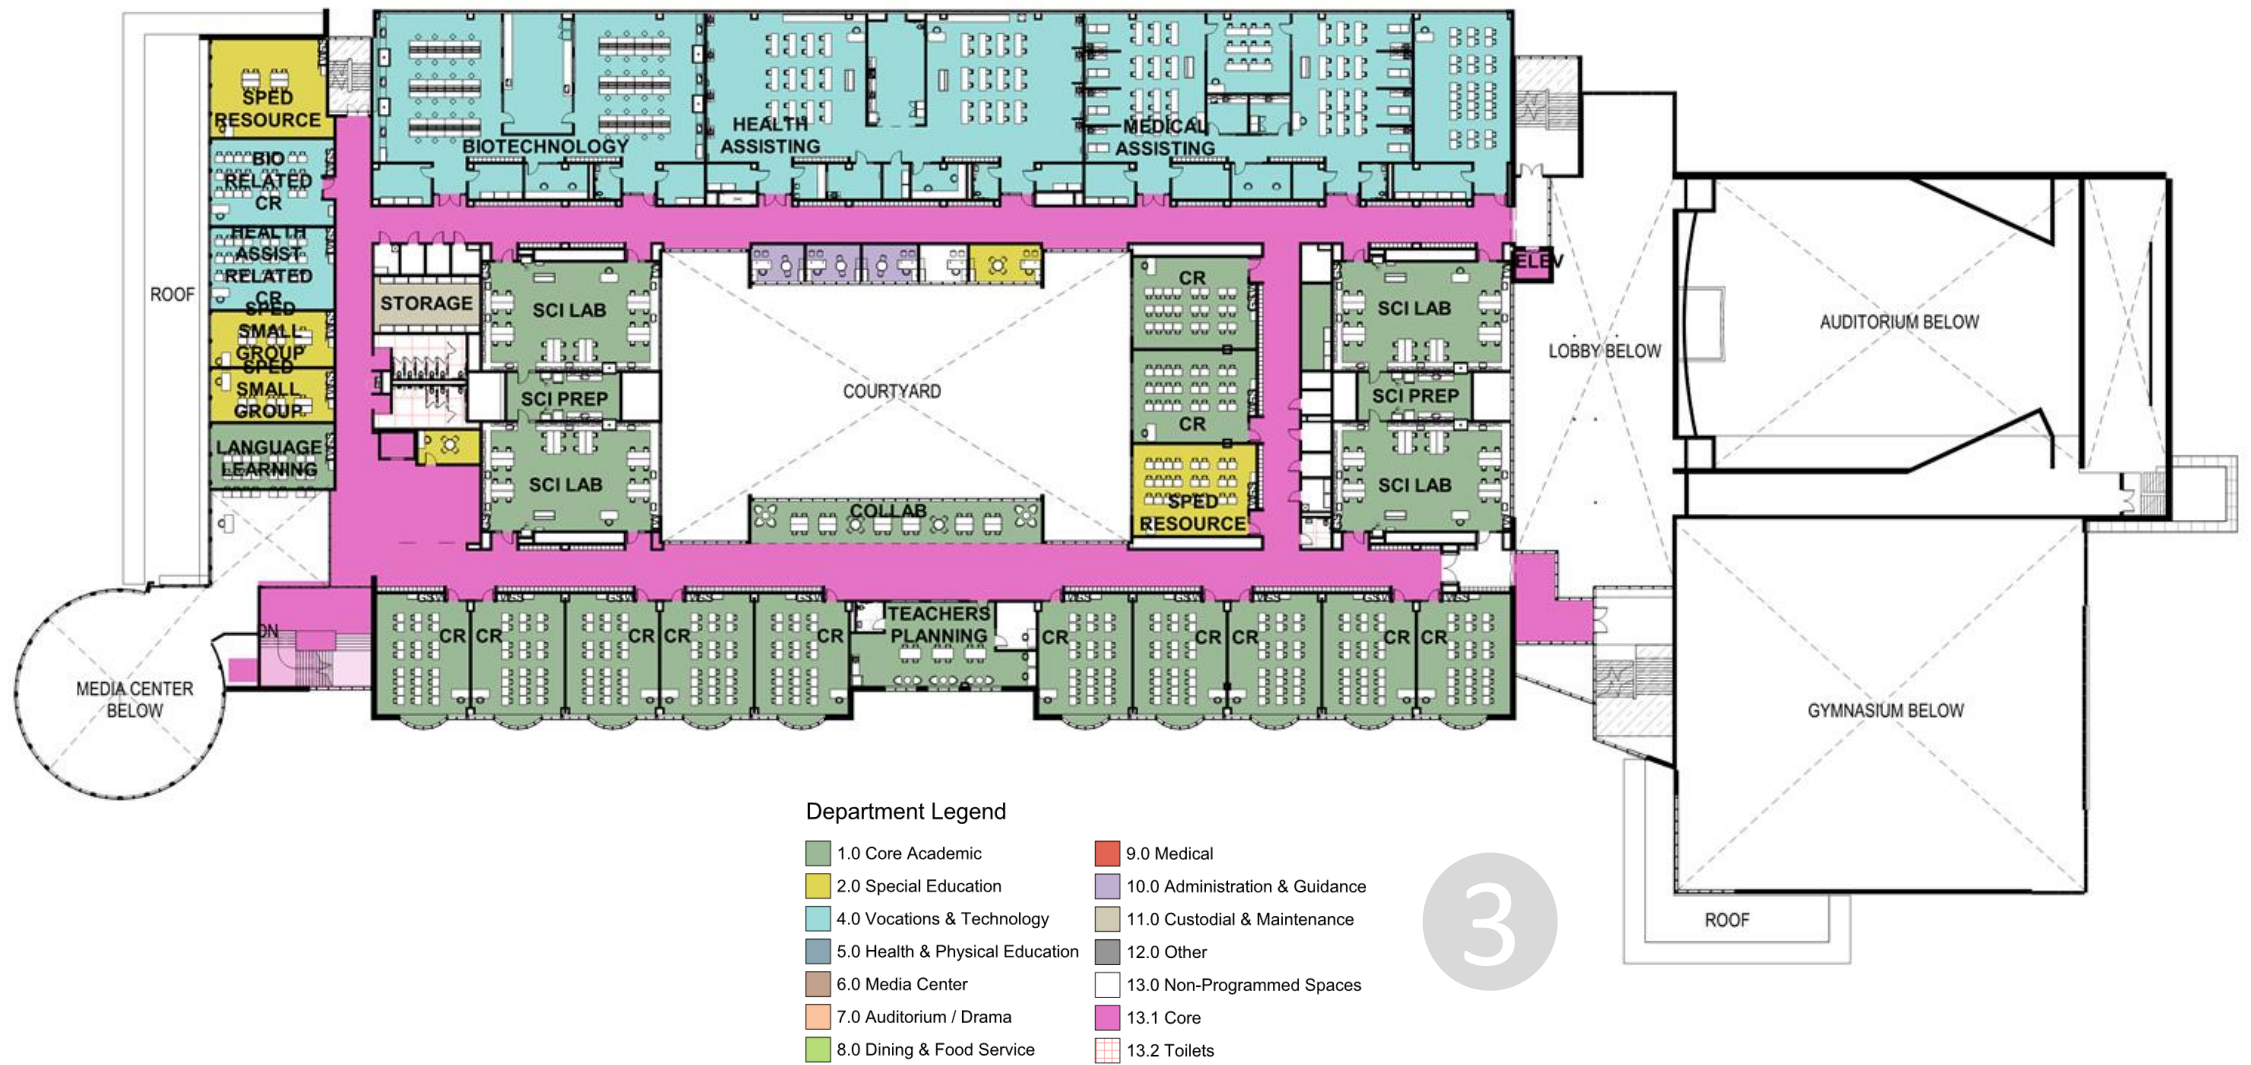 SPED
RESOURCE
BIO
RELATED
CR
HEALTH
ASSIST
RELATED
CR
SPED
SMALL
GROUP
SPED
SMALL
GROUP
LANGUAGE
LEARNING
ROOF
BIOTECHNOLOGY
HEALTH
ASSISTING
MEDICAL
ASSISTING
STORAGE
SCI LAB
SCI PREP
SCI LAB
COURTYARD
COLLAB
CR
CR
SPED
RESOURCE
SCI LAB
SCI PREP
SCI LAB
ELEV
LOBBY BELOW
AUDITORIUM BELOW
GYMNASIUM BELOW
ROOF
DN
MEDIA CENTER
BELOW
CR
CR
CR
CR
CR
TEACHERS
PLANNING
CR
CR
CR
CR
CR
Department Legend
1.0 Core Academic
2.0 Special Education
4.0 Vocations & Technology
5.0 Health & Physical Education
6.0 Media Center
7.0 Auditorium / Drama
8.0 Dining & Food Service
9.0 Medical
10.0 Administration & Guidance
11.0 Custodial & Maintenance
12.0 Other
13.0 Non-Programmed Spaces
13.1 Core
13.2 Toilets
3